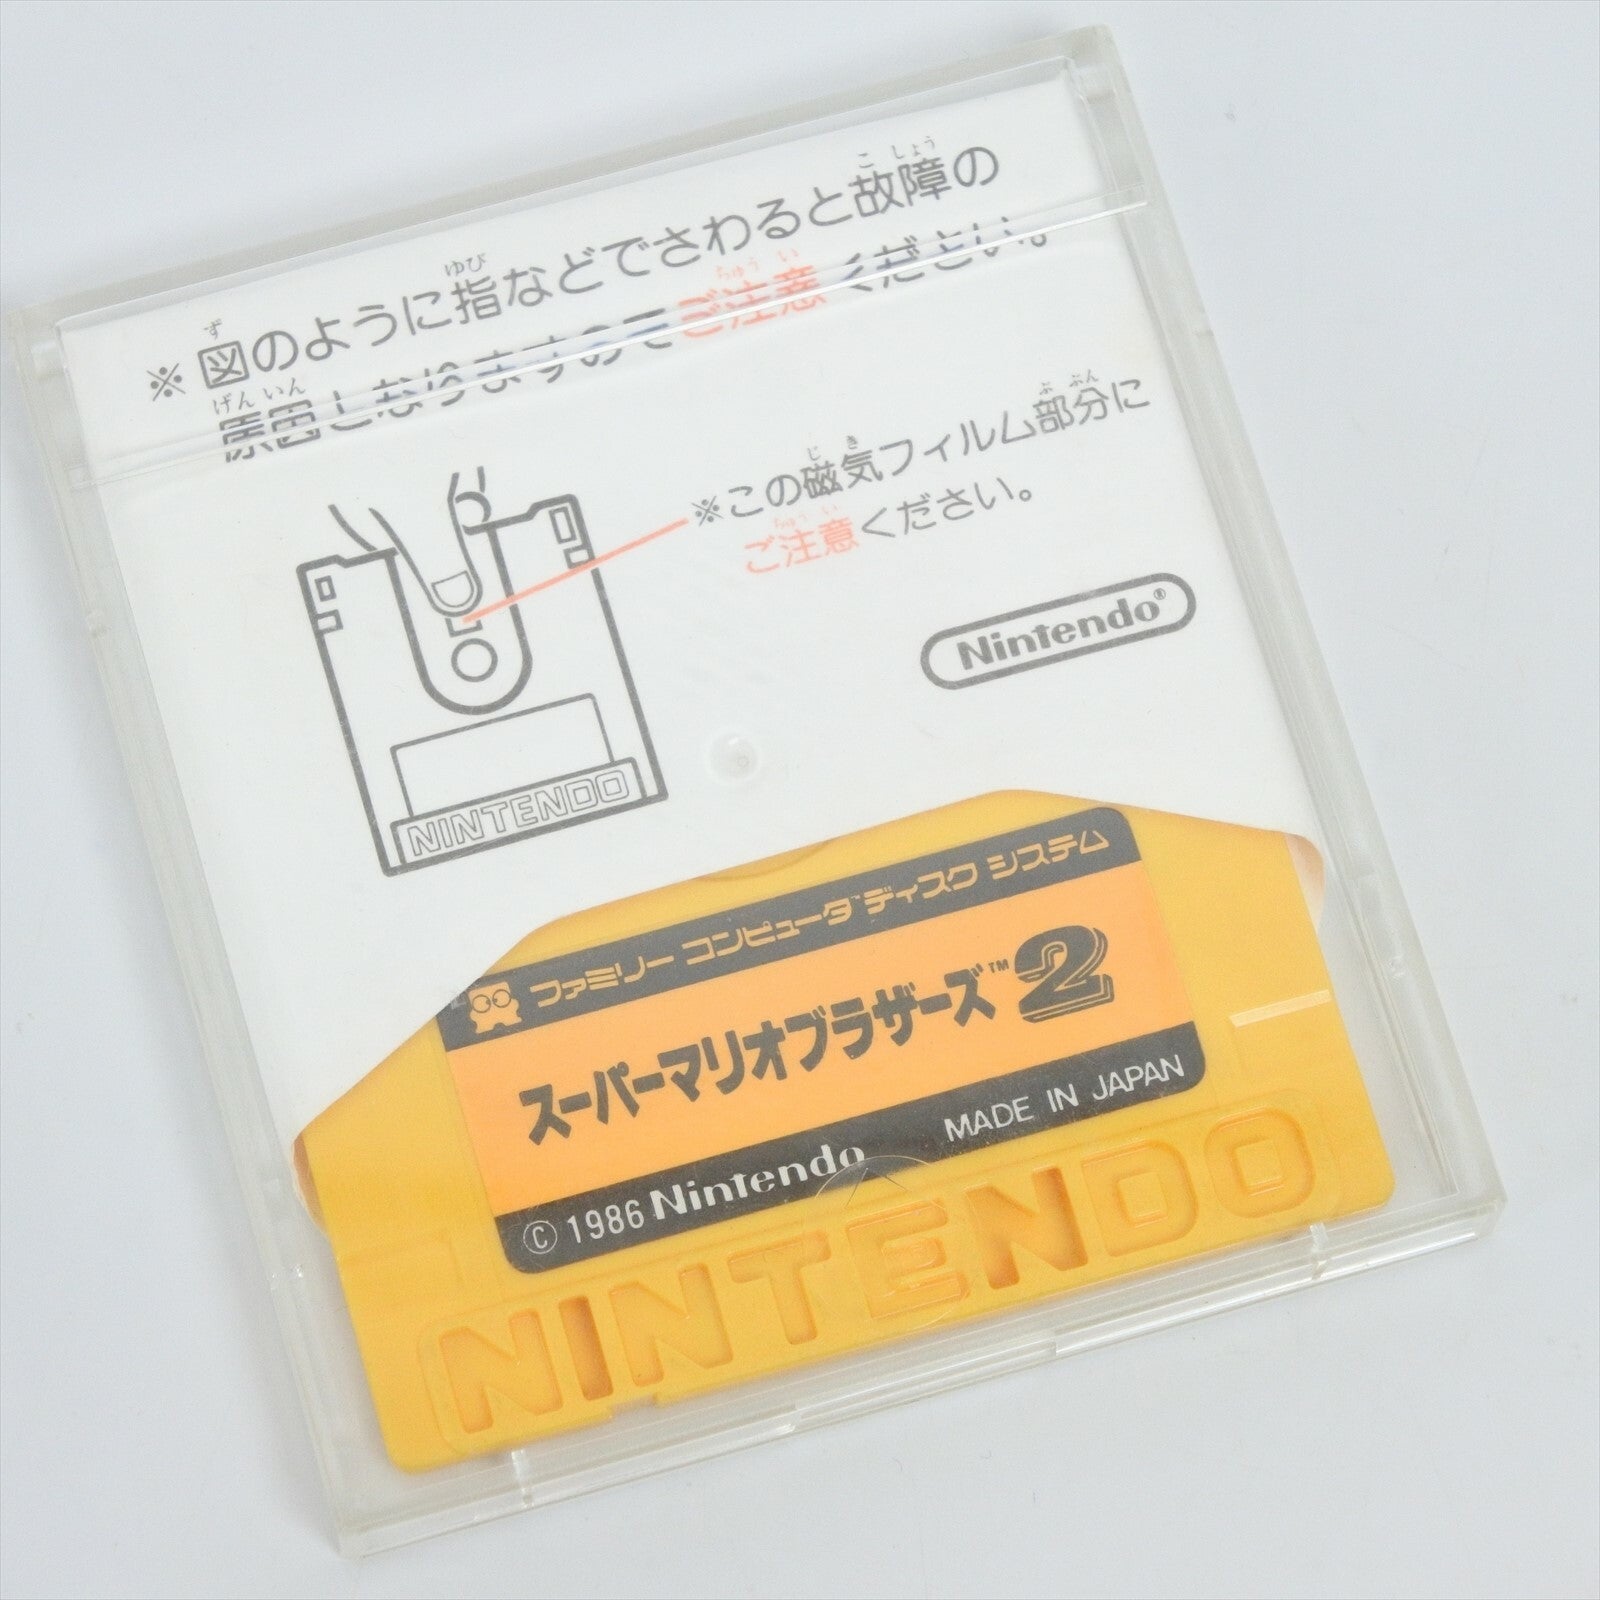 ※図のように指などでさわると故障の
原因となりますのでご注意ください。
※この磁気フィルム部分に
ご注意ください。
Nintendo®
NINTENDO
ファミリー コンピュータ ディスク システム
スーパーマリオブラザーズ™2
© 1986 Nintendo MADE IN JAPAN
NINTENDO